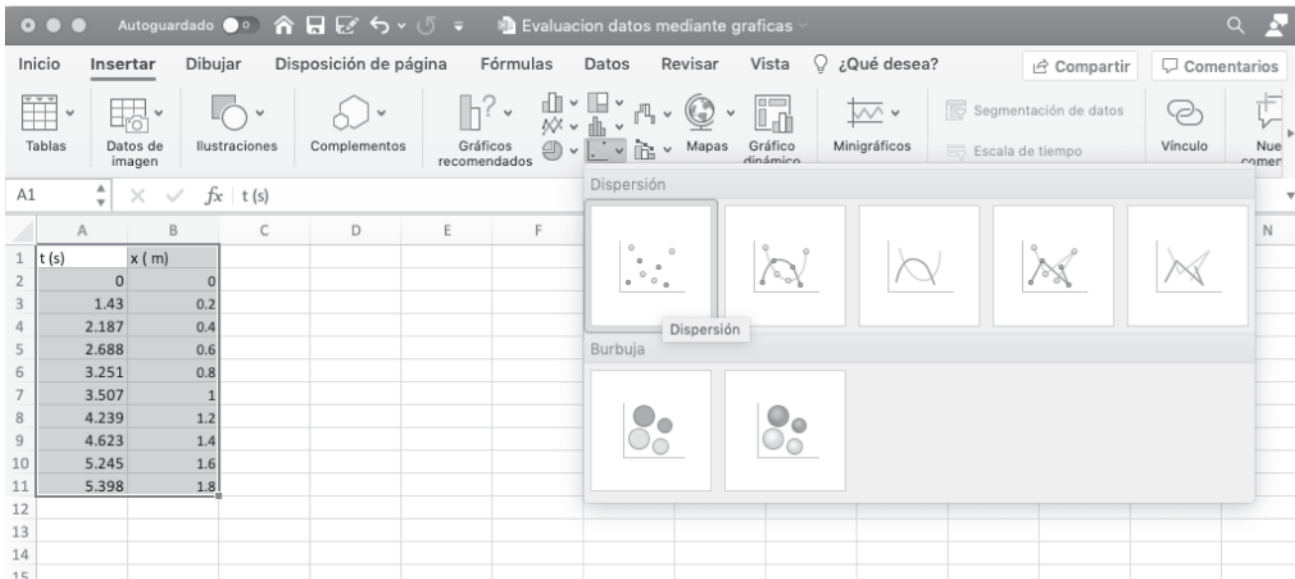 Autoguardado Evaluacion datos mediante graficas
Inicio Insertar Dibujar Disposición de página Fórmulas Datos Revisar Vista ¿Qué desea? Compartir Comentarios
Tablas Datos de imagen Ilustraciones Complementos Gráficos recomendados Mapas Gráfico dinámico Minigráficos Segmentación de datos Escala de tiempo Vínculo Nue comer
A1 fx t (s)
Dispersión
A B C D E F N
1 t (s) x ( m)
2 0 0
3 1.43 0.2
4 2.187 0.4
5 2.688 0.6
6 3.251 0.8
7 3.507 1
8 4.239 1.2
9 4.623 1.4
10 5.245 1.6
11 5.398 1.8
12
13
14
15
Dispersión
Burbuja